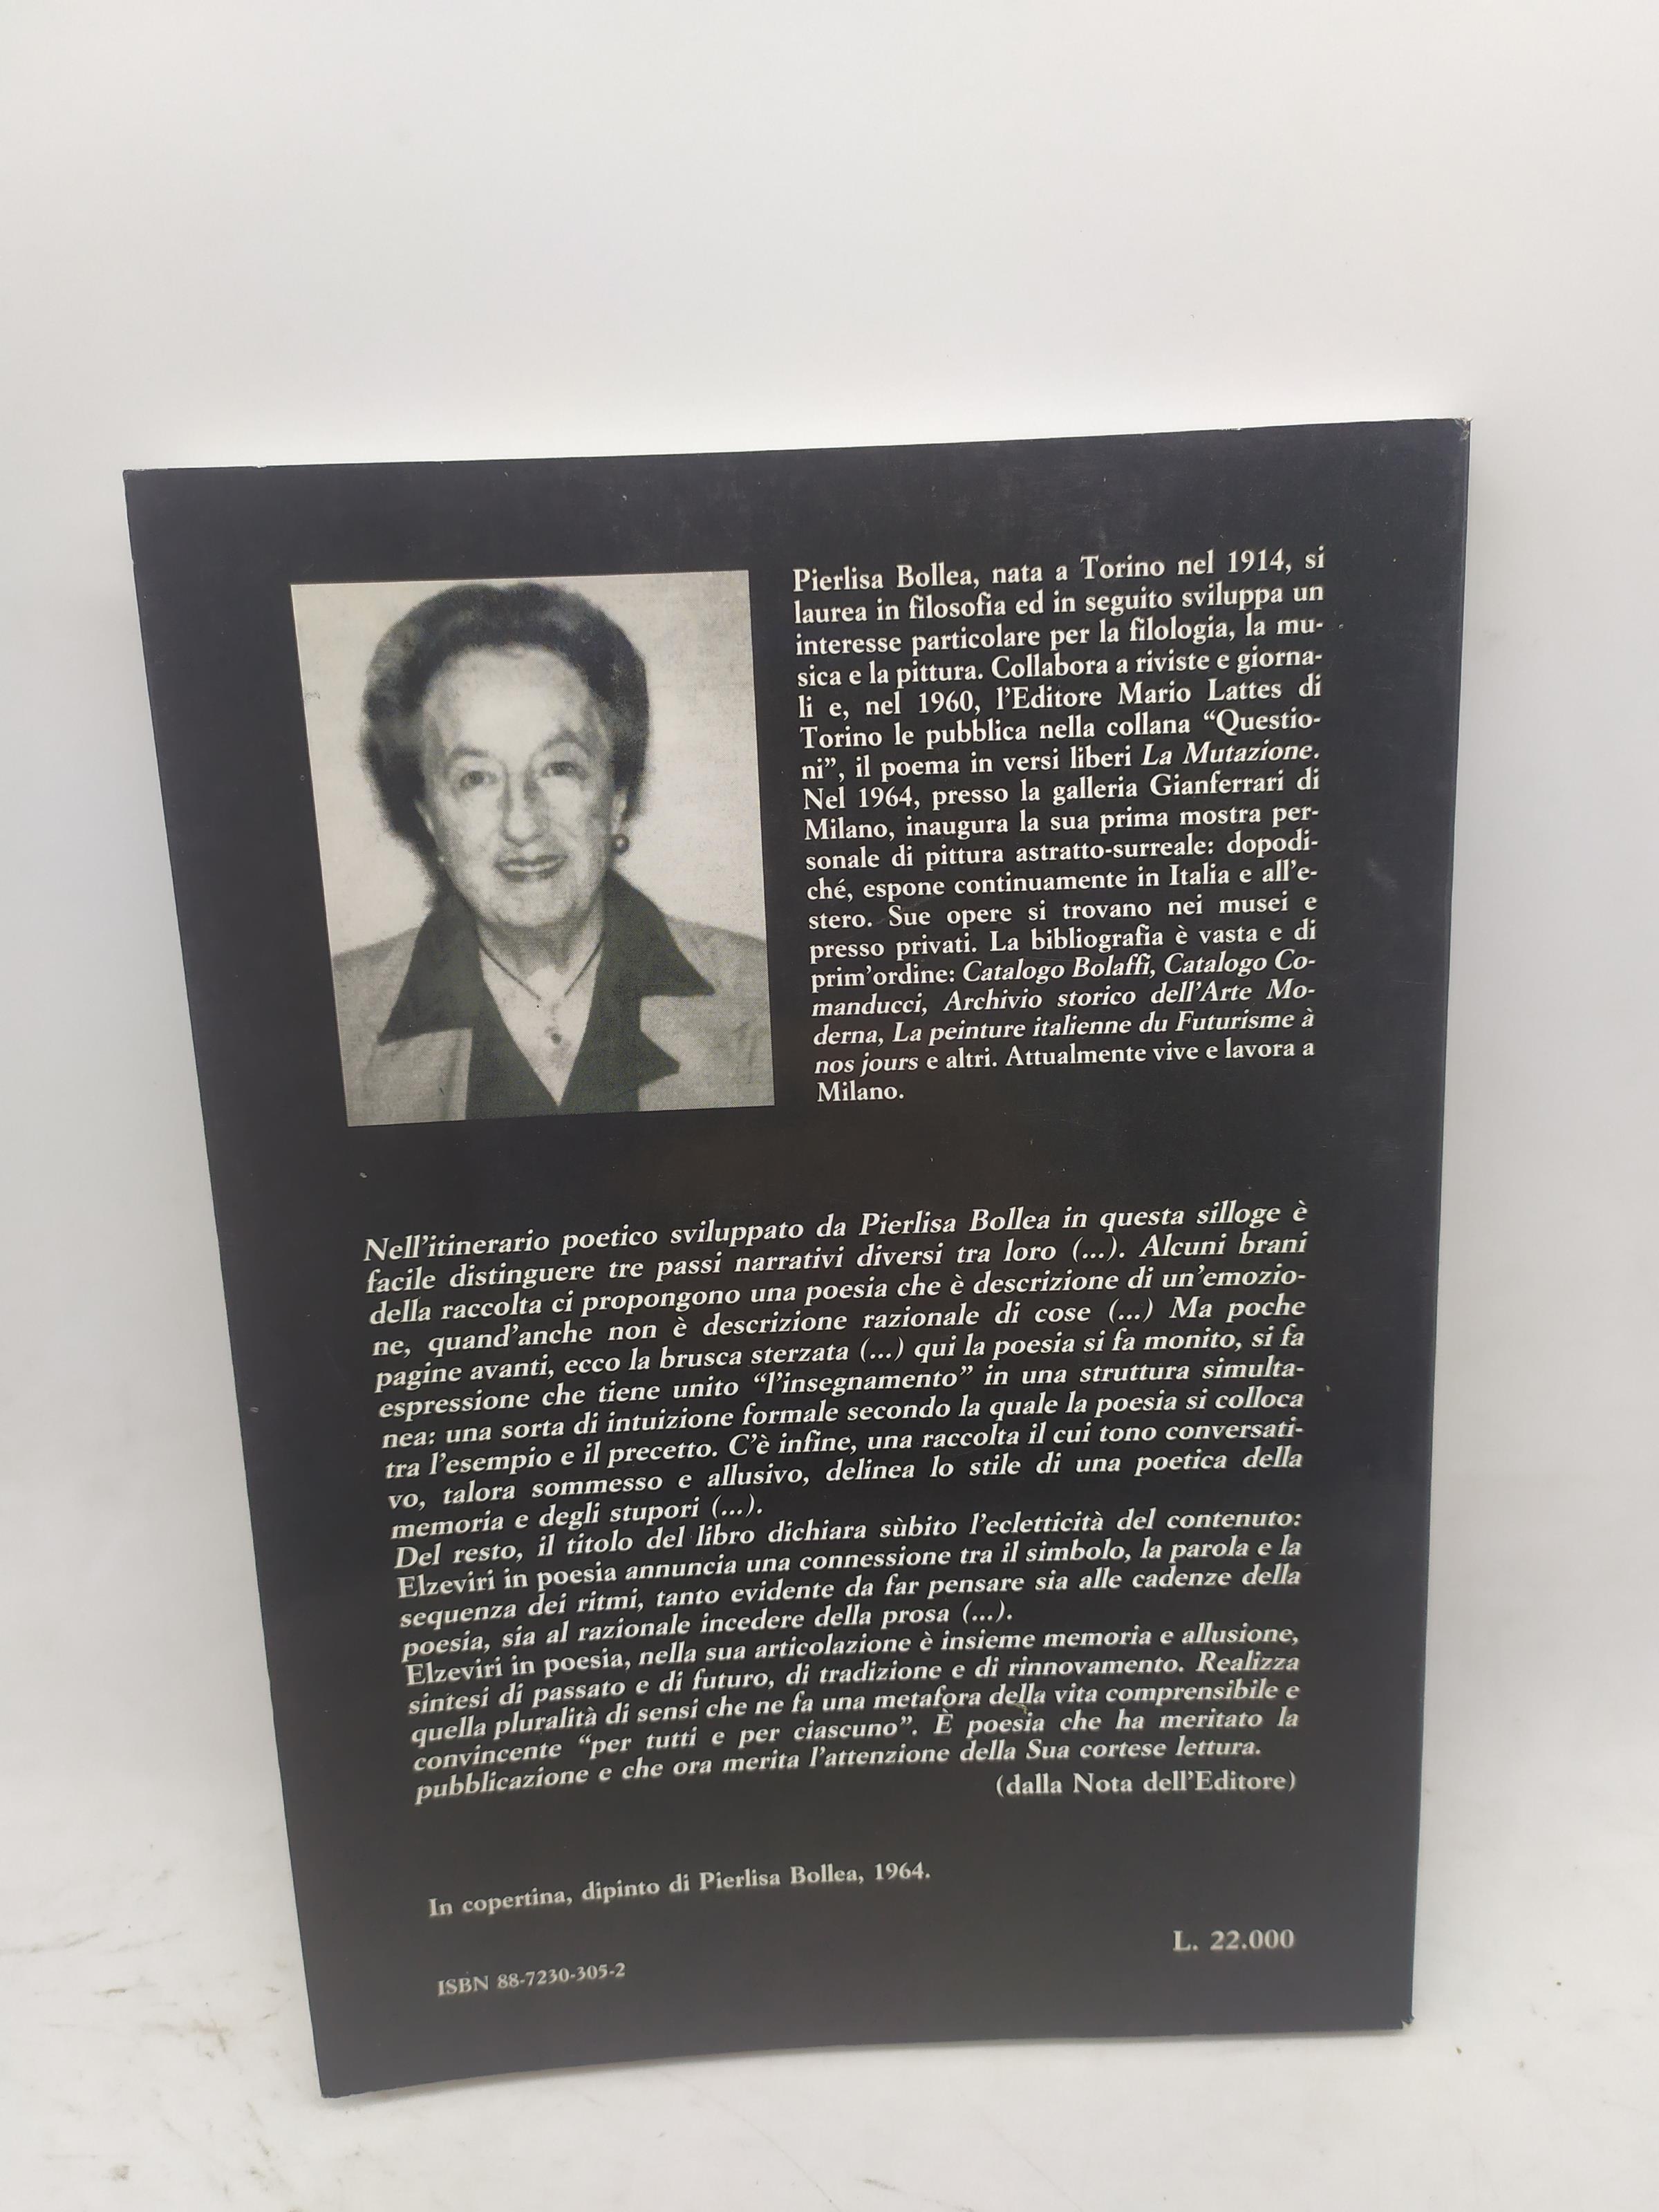 Pierlisa Bollea, nata a Torino nel 1914, si
laurea in filosofia ed in seguito sviluppa un
interesse particolare per la filologia, la mu-
sica e la pittura. Collabora a riviste e giorna-
li e, nel 1960, l'Editore Mario Lattes di
Torino le pubblica nella collana “Questio-
ni”, il poema in versi liberi La Mutazione.
Nel 1964, presso la galleria Gianferrari di
Milano, inaugura la sua prima mostra per-
sonale di pittura astratto-surreale: dopodi-
ché, espone continuamente in Italia e all'e-
stero. Sue opere si trovano nei musei e
presso privati. La bibliografia è vasta e di
prim'ordine: Catalogo Bolaffi, Catalogo Co-
manducci, Archivio storico dell'Arte Mo-
derna, La peinture italienne du Futurisme à
nos jours e altri. Attualmente vive e lavora a
Milano.
Nell'itinerario poetico sviluppato da Pierlisa Bollea in questa silloge è
facile distinguere tre passi narrativi diversi tra loro (...). Alcuni brani
della raccolta ci propongono una poesia che è descrizione di un'emozio-
ne, quand'anche non è descrizione razionale di cose (...) Ma poche
pagine avanti, ecco la brusca sterzata (...) qui la poesia si fa monito, si fa
espressione che tiene unito “l'insegnamento” in una struttura simulta-
nea: una sorta di intuizione formale secondo la quale la poesia si colloca
tra l'esempio e il precetto. C'è infine, una raccolta il cui tono conversati-
vo, talora sommesso e allusivo, delinea lo stile di una poetica della
memoria e degli stupori (...).
Del resto, il titolo del libro dichiara sùbito l'ecletticità del contenuto:
Elzeviri in poesia annuncia una connessione tra il simbolo, la parola e la
sequenza dei ritmi, tanto evidente da far pensare sia alle cadenze della
poesia, sia al razionale incedere della prosa (...).
Elzeviri in poesia, nella sua articolazione è insieme memoria e allusione,
sintesi di passato e di futuro, di tradizione e di rinnovamento. Realizza
quella pluralità di sensi che ne fa una metafora della vita comprensibile e
convincente “per tutti e per ciascuno”. È poesia che ha meritato la
pubblicazione e che ora merita l'attenzione della Sua cortese lettura.
(dalla Nota dell'Editore)
In copertina, dipinto di Pierlisa Bollea, 1964.
L. 22.000
ISBN 88-7230-305-2